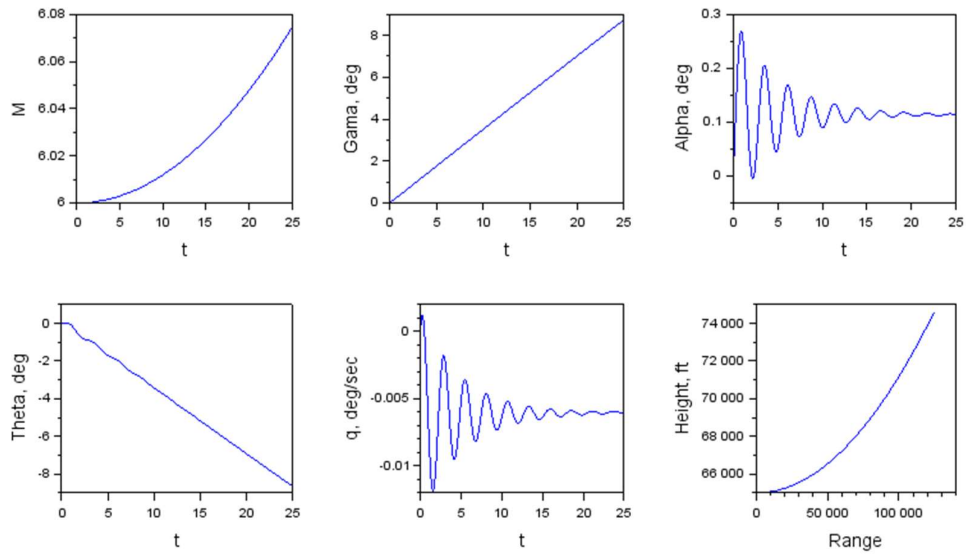 6.08
6.06
6.04
6.02
6
M
0 5 10 15 20 25
t
8
6
4
2
0
Gama, deg
0 5 10 15 20 25
t
0.3
0.2
0.1
0
Alpha, deg
0 5 10 15 20 25
t
0
-2
-4
-6
-8
Theta, deg
0 5 10 15 20 25
t
0
-0.005
-0.01
q, deg/sec
0 5 10 15 20 25
t
74 000
72 000
70 000
68 000
66 000
Height, ft
0 50 000 100 000
Range